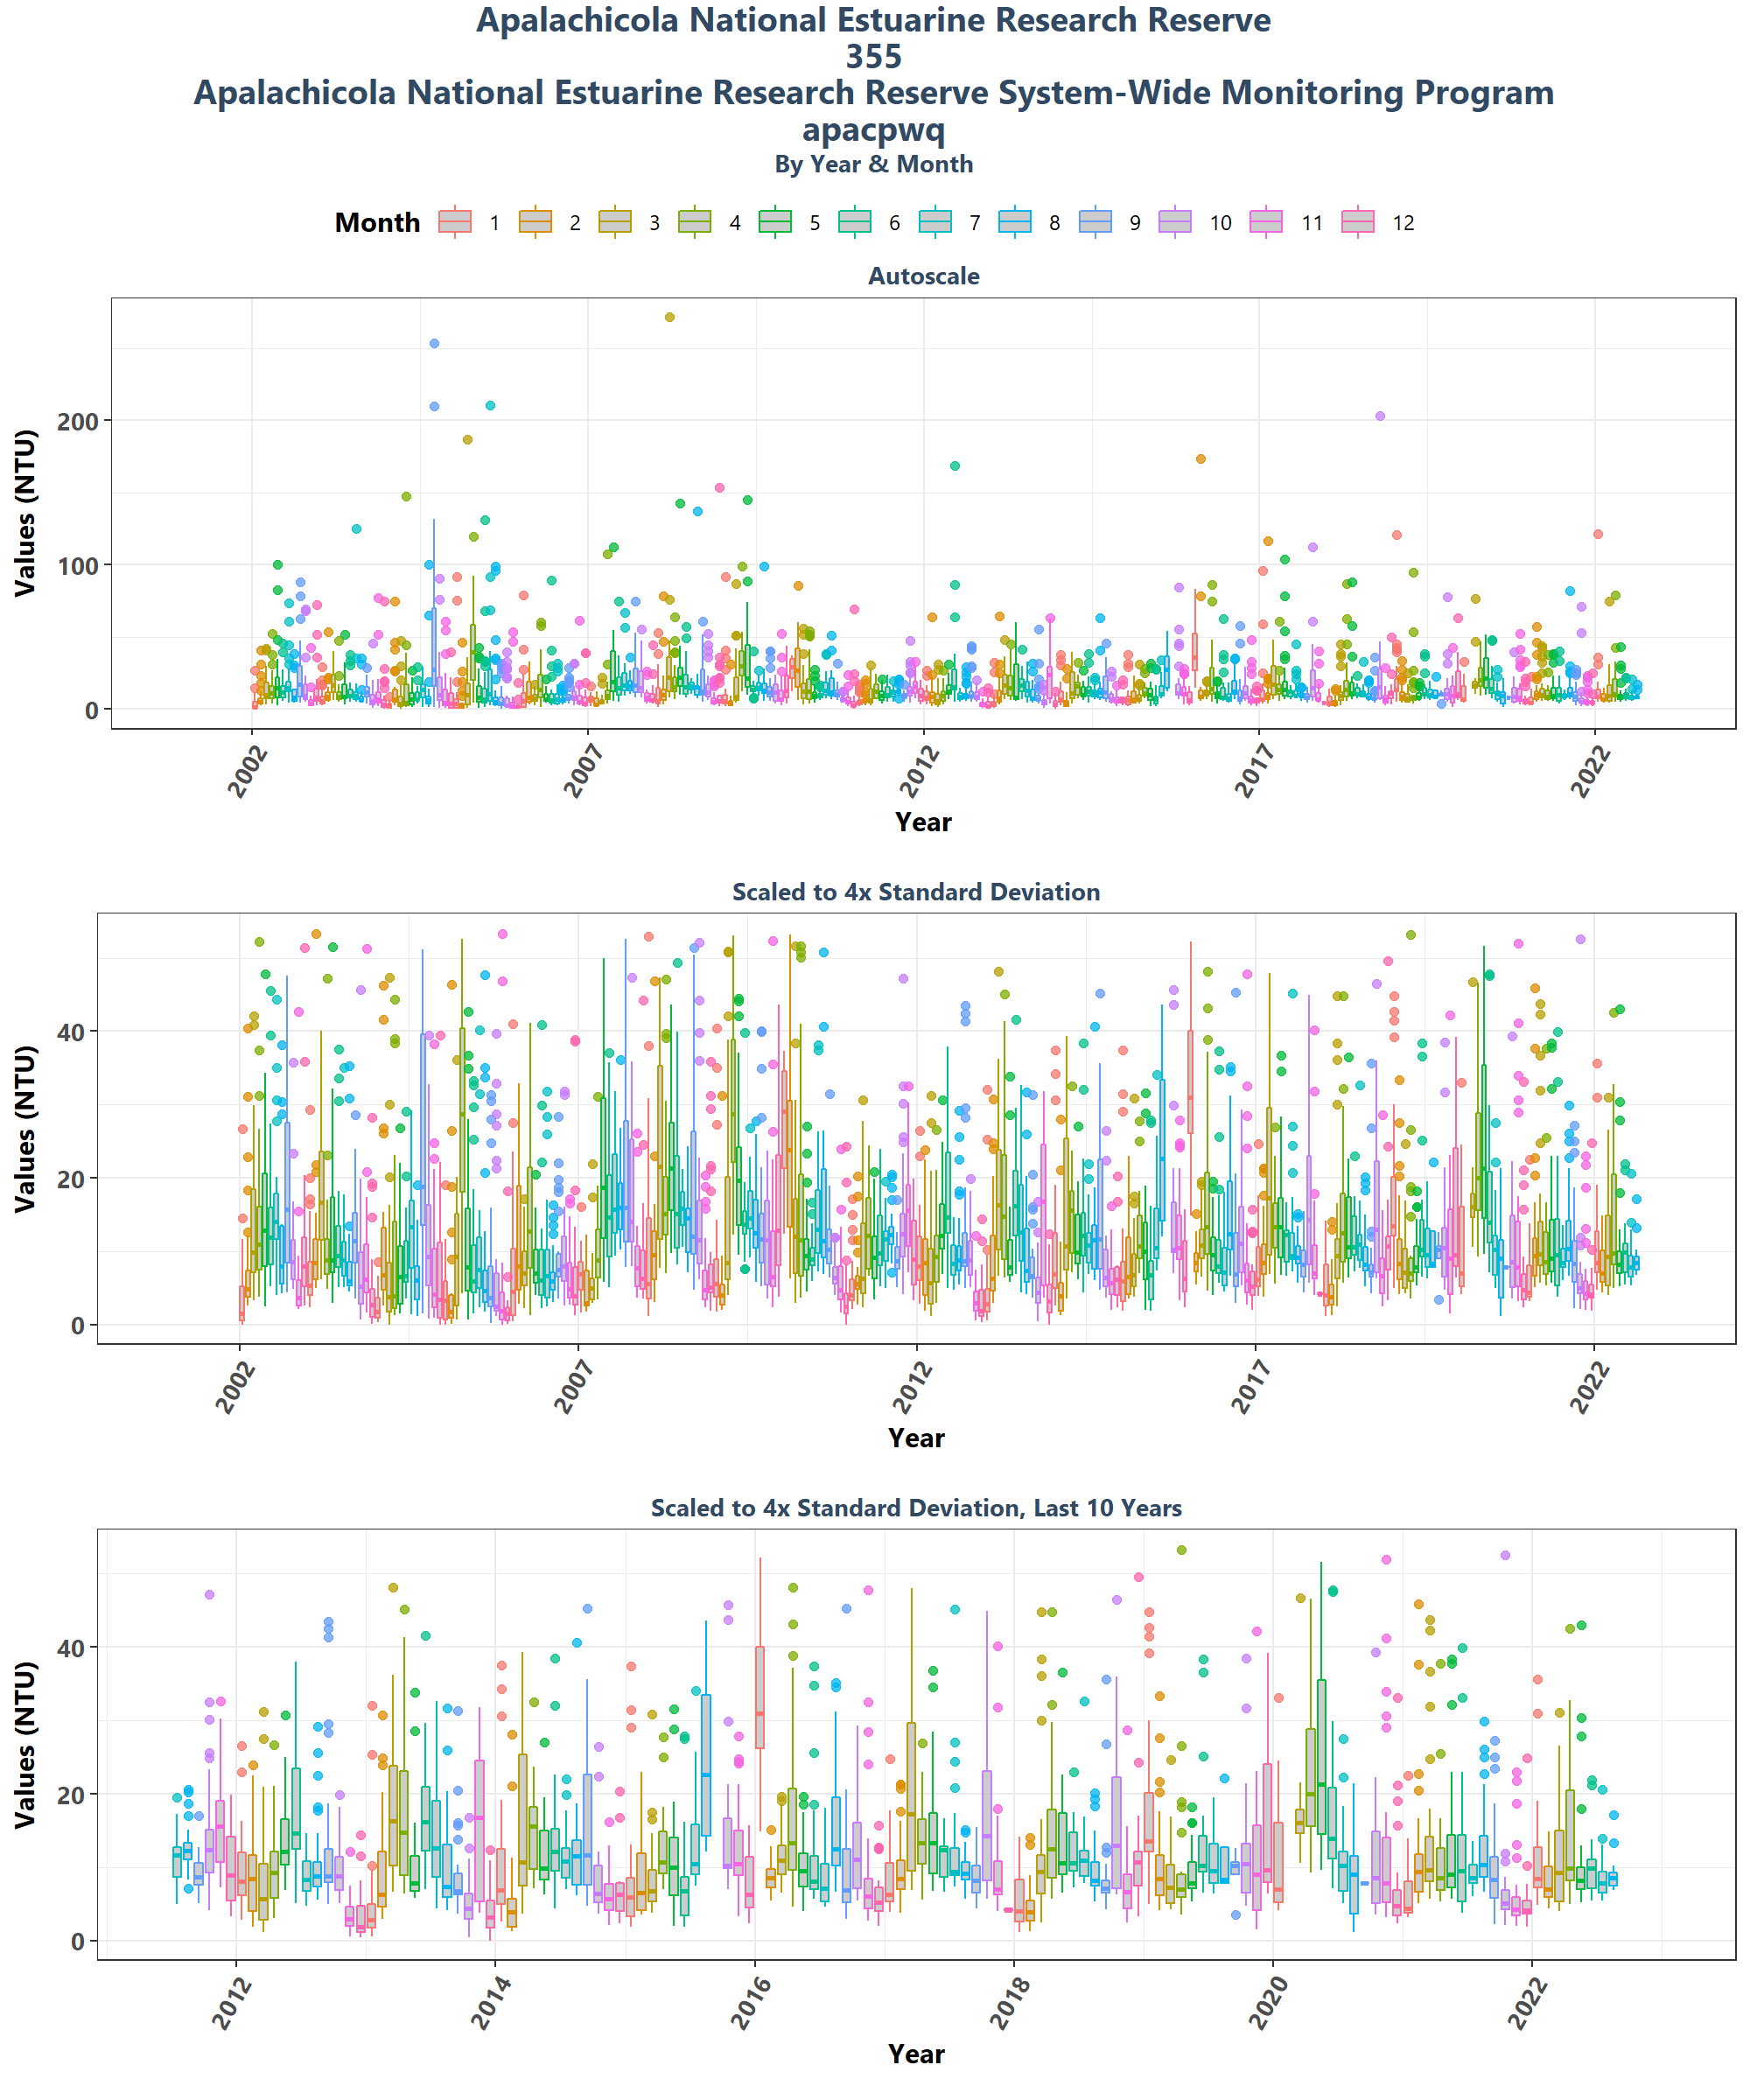 Apalachicola National Estuarine Research Reserve
355
Apalachicola National Estuarine Research Reserve System-Wide Monitoring Program
apacpwq
By Year & Month
Month 1 2 3 4 5 6 7 8 9 10 11 12
Autoscale
Values (NTU)
200
100
0
2002 2007 2012 2017 2022
Year
Scaled to 4x Standard Deviation
Values (NTU)
40
20
0
2002 2007 2012 2017 2022
Year
Scaled to 4x Standard Deviation, Last 10 Years
Values (NTU)
40
20
0
2012 2014 2016 2018 2020 2022
Year